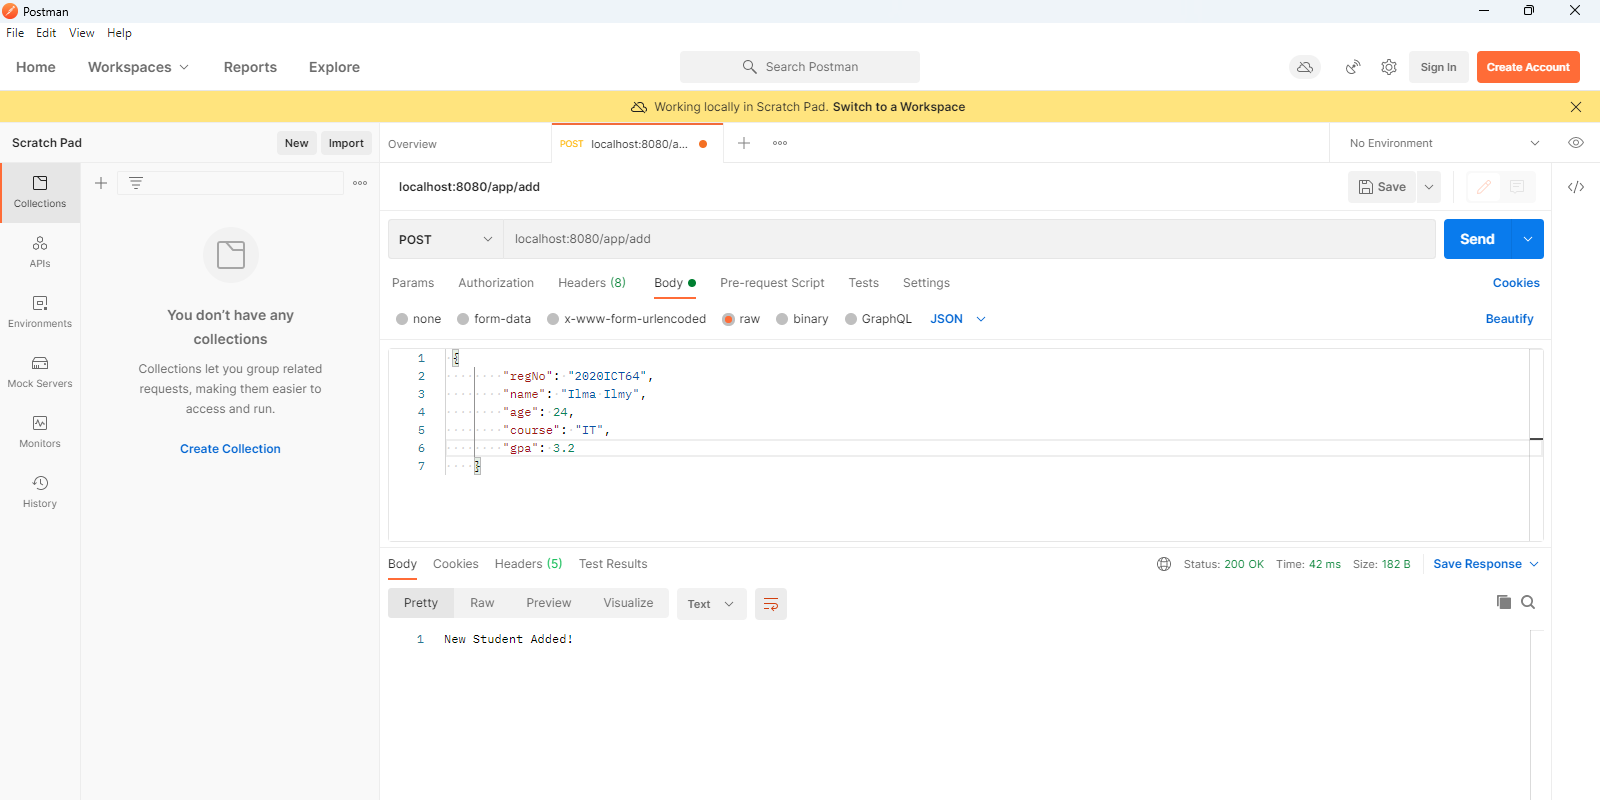 Postman
File Edit View Help
Home Workspaces Reports Explore Search Postman Sign In Create Account
Working locally in Scratch Pad. Switch to a Workspace
Scratch Pad New Import Overview POST localhost:8080/a... No Environment
Collections
APIs
Environments
Mock Servers
Monitors
History
You don’t have any
collections
Collections let you group related
requests, making them easier to
access and run.
Create Collection
localhost:8080/app/add Save
POST localhost:8080/app/add Send
Params Authorization Headers (8) Body Pre-request Script Tests Settings Cookies
none form-data x-www-form-urlencoded raw binary GraphQL JSON Beautify
1 {
2 "regNo": "2020ICT64",
3 "name": "Ilma Ilmy",
4 "age": 24,
5 "course": "IT",
6 "gpa": 3.2
7 }
Body Cookies Headers (5) Test Results Status: 200 OK Time: 42 ms Size: 182 B Save Response
Pretty Raw Preview Visualize Text
1 New Student Added!